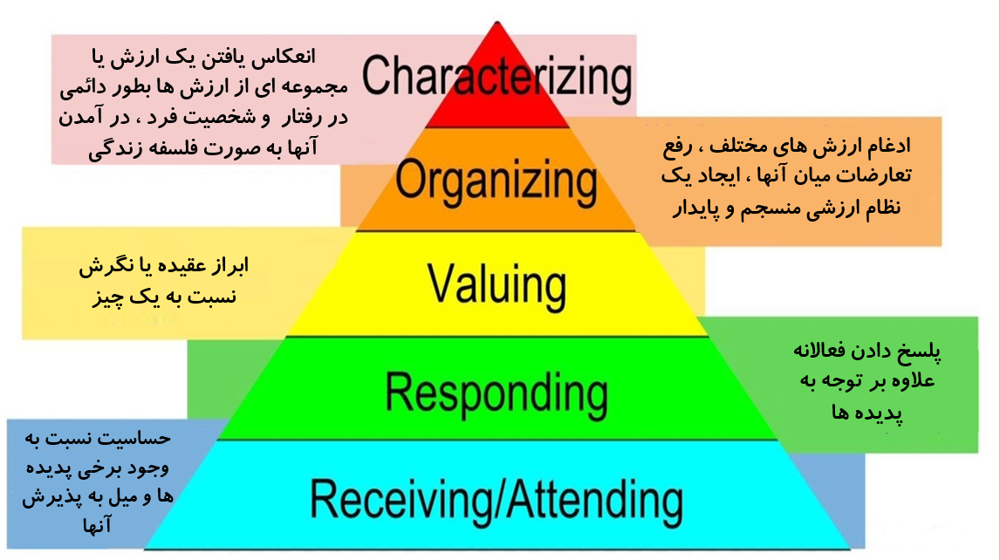 انعکاس یافتن یک ارزش یا
مجموعه ای از ارزش ها بطور دائمی
در رفتار و شخصیت فرد ، در آمدن
آنها به صورت فلسفه زندگی
Characterizing
ادغام ارزش های مختلف ، رفع
تعارضات میان آنها ، ایجاد یک
نظام ارزشی منسجم و پایدار
Organizing
ابراز عقیده یا نگرش
نسبت به یک چیز
Valuing
پلسخ دادن فعالانه
علاوه بر توجه به
پدیده ها
Responding
حساسیت نسبت به
وجود برخی پدیده
ها و میل به پذیرش
آنها
Receiving/Attending